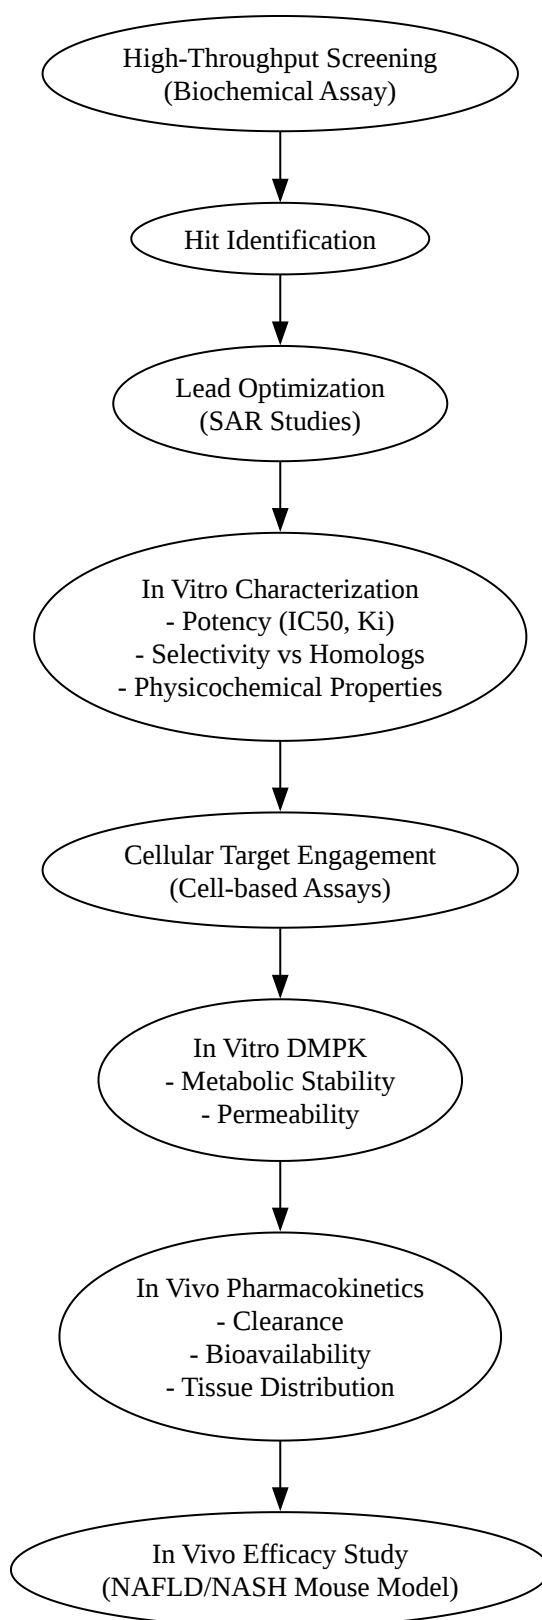 High-Throughput Screening
(Biochemical Assay)
Hit Identification
Lead Optimization
(SAR Studies)
In Vitro Characterization
- Potency (IC50, Ki)
- Selectivity vs Homologs
- Physicochemical Properties
Cellular Target Engagement
(Cell-based Assays)
In Vitro DMPK
- Metabolic Stability
- Permeability
In Vivo Pharmacokinetics
- Clearance
- Bioavailability
- Tissue Distribution
In Vivo Efficacy Study
(NAFLD/NASH Mouse Model)